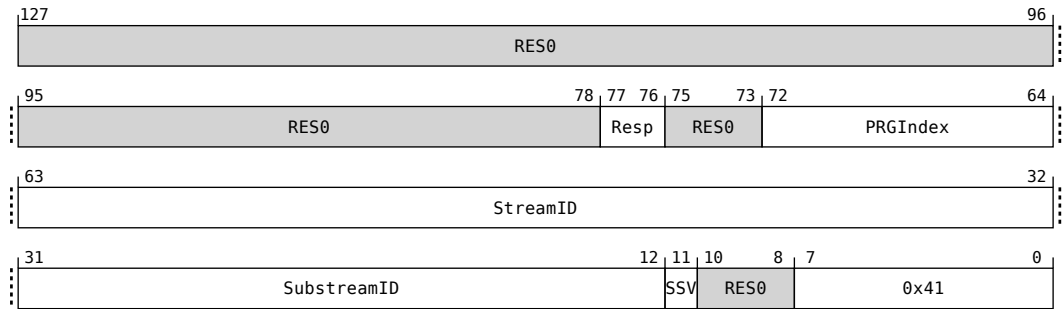 127 96
RES0
95 78 77 76 75 73 72 64
RES0 Resp RES0 PRGIndex
63 32
StreamID
31 12 11 10 8 7 0
SubstreamID SSV RES0 0x41